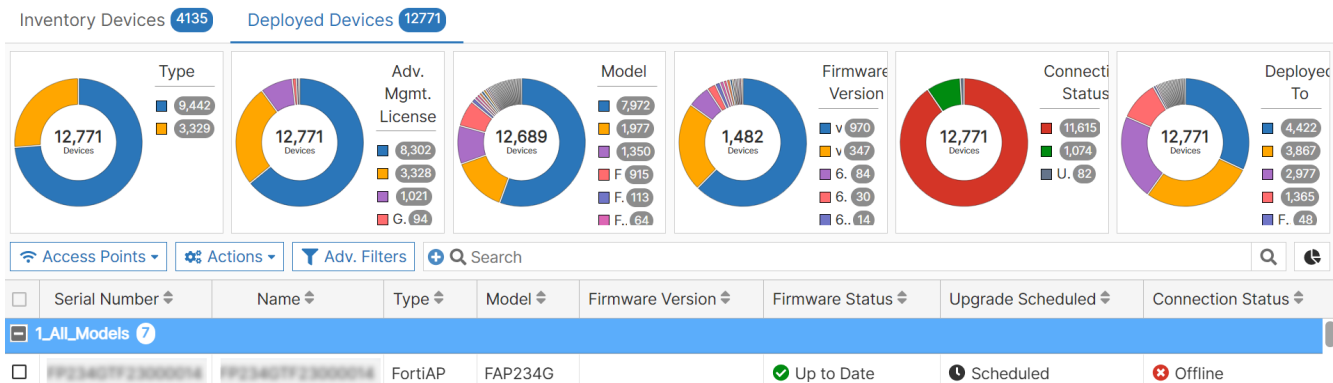 Inventory Devices 4135 Deployed Devices 12771
Type
9,442
3,329
12,771
Devices
Adv.
Mgmt.
License
8,302
3,328
1,021
G. 94
12,771
Devices
Model
7,972
1,977
1,350
F 915
F. 113
F.. 64
12,689
Devices
Firmware
Version
v 970
v 347
6. 84
6. 30
6.. 14
1,482
Devices
Connecti
Status
11,615
1,074
U. 82
12,771
Devices
Deployed
To
4,422
3,867
2,977
1,365
F. 48
12,771
Devices
Access Points Actions Adv. Filters Search
Serial Number Name Type Model Firmware Version Firmware Status Upgrade Scheduled Connection Status
1_All_Models 7
FortiAP FAP234G Up to Date Scheduled Offline